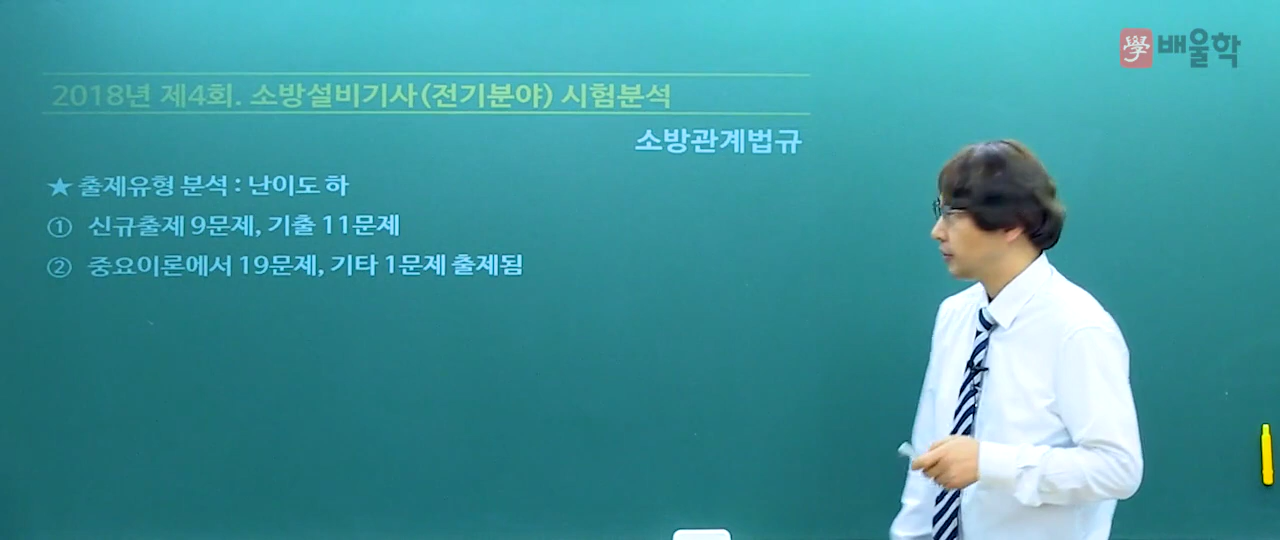 學 배울학
2018년 제4회. 소방설비기사(전기분야) 시험분석
소방관계법규
★ 출제유형 분석 : 난이도 하
① 신규출제 9문제, 기출 11문제
② 중요이론에서 19문제, 기타 1문제 출제됨